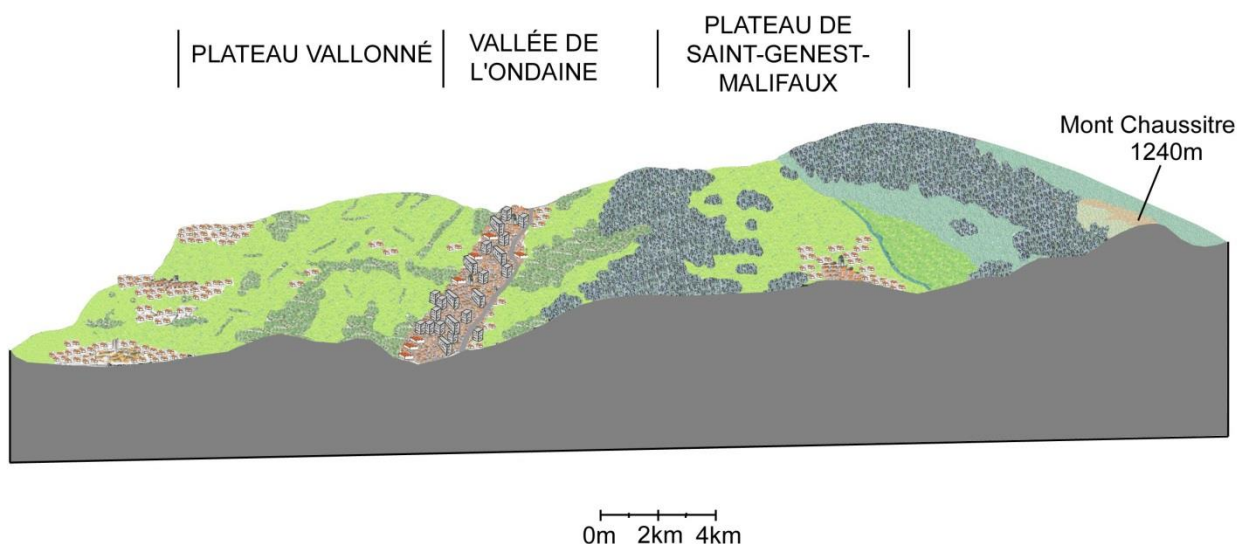 PLATEAU VALLONNÉ
VALLÉE DE
L'ONDAINE
PLATEAU DE
SAINT-GENEST-
MALIFAUX
Mont Chaussitre
1240m
0m 2km 4km